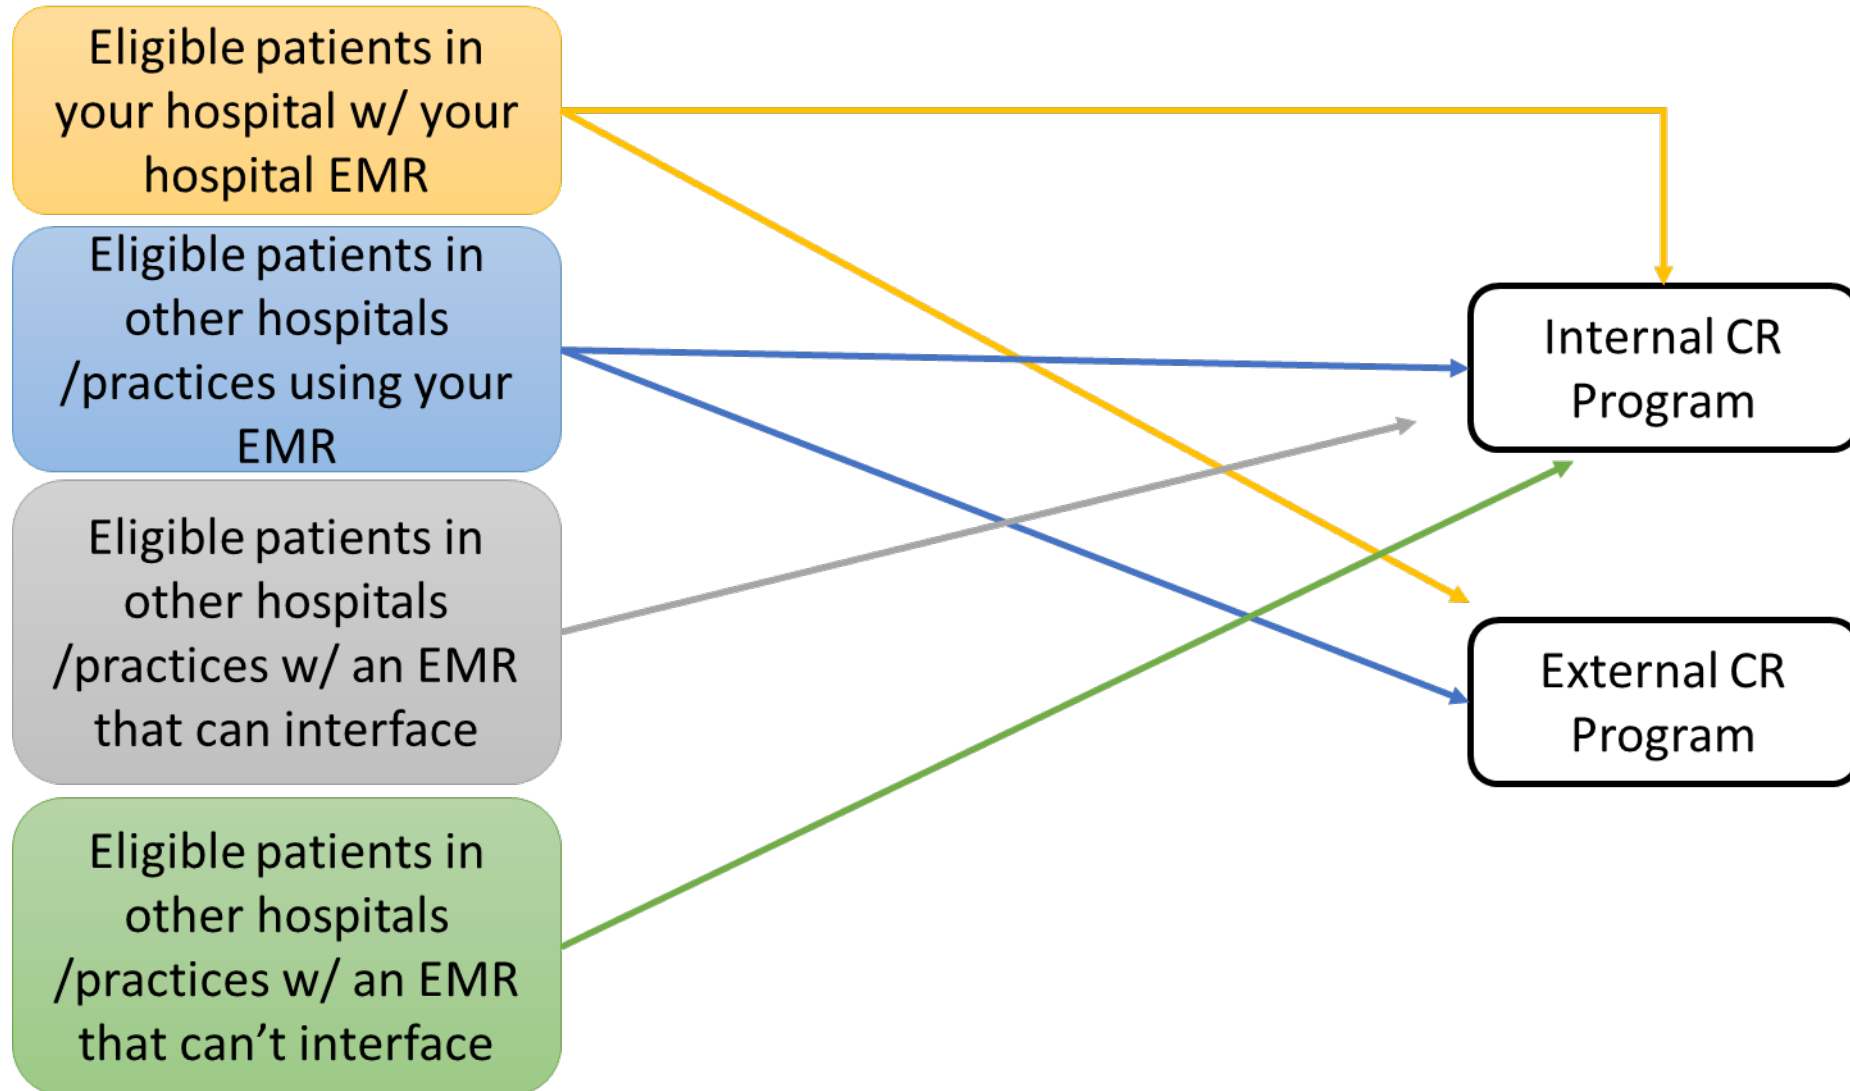 Eligible patients in
your hospital w/ your
hospital EMR
Eligible patients in
other hospitals
/practices using your
EMR
Eligible patients in
other hospitals
/practices w/ an EMR
that can interface
Eligible patients in
other hospitals
/practices w/ an EMR
that can’t interface
Internal CR
Program
External CR
Program